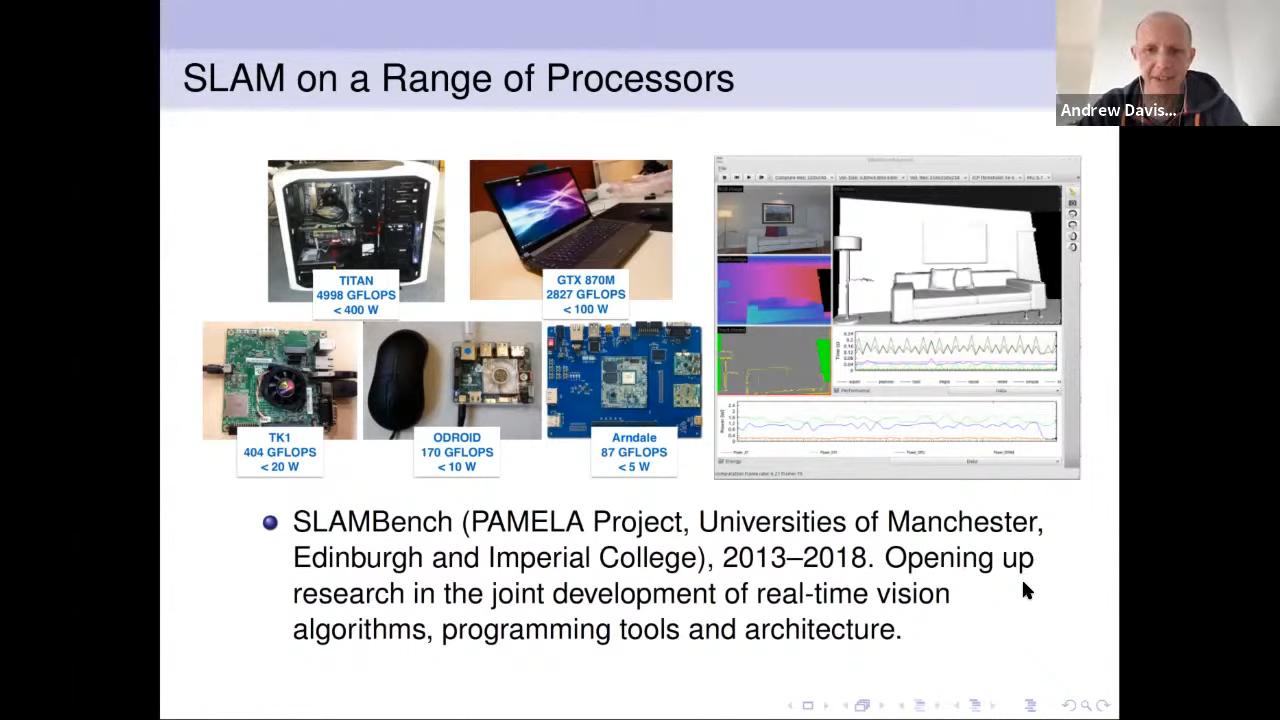 SLAM on a Range of Processors
Andrew Davis...
TITAN
4998 GFLOPS
< 400 W
GTX 870M
2827 GFLOPS
< 100 W
TK1
404 GFLOPS
< 20 W
ODROID
170 GFLOPS
< 10 W
Arndale
87 GFLOPS
< 5 W
SLAMBench (PAMELA Project, Universities of Manchester,
Edinburgh and Imperial College), 2013–2018. Opening up
research in the joint development of real-time vision
algorithms, programming tools and architecture.